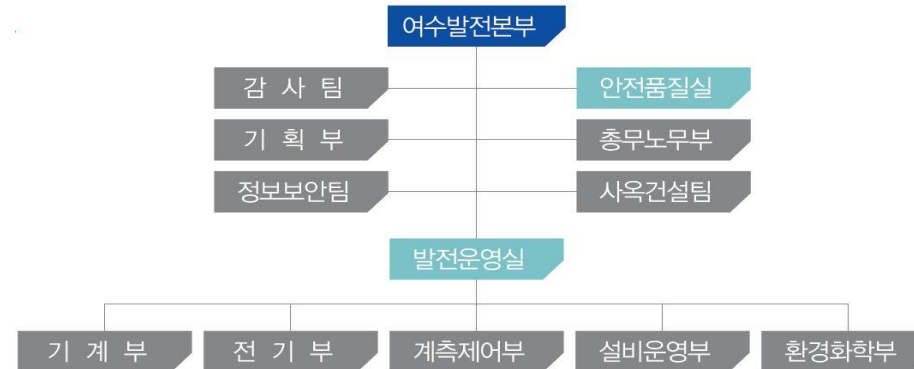 여수발전본부
감 사 팀
안전품질실
기 획 부
총무노무부
정보보안팀
사옥건설팀
발전운영실
기 계 부
전 기 부
계측제어부
설비운영부
환경화학부